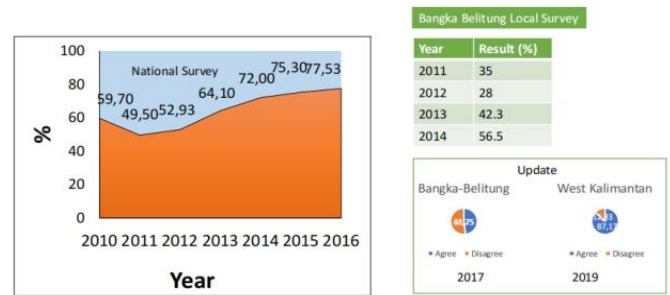 100
80
60
40
20
0
%
National Survey
59,70
49,50
52,93
64,10
72,00
75,30
77,53
2010 2011 2012 2013 2014 2015 2016
Year
Bangka Belitung Local Survey
Year Result (%)
2011 35
2012 28
2013 42.3
2014 56.5
Update
Bangka-Belitung West Kalimantan
87,17
Agree Disagree Agree Disagree
2017 2019